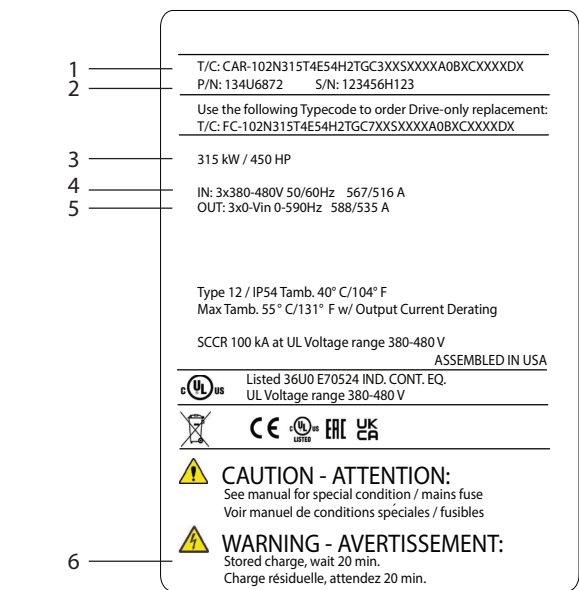 1 T/C: CAR-102N315T4E54H2TGC3XXSXXXXA0BXCXXXXDX
2 P/N: 134U6872 S/N: 123456H123
Use the following Typecode to order Drive-only replacement:
T/C: FC-102N315T4E54H2TGC7XXSXXXXA0BXCXXXXDX
3 315 kW / 450 HP
4 IN: 3x380-480V 50/60Hz 567/516 A
5 OUT: 3x0-Vin 0-590Hz 588/535 A
Type 12 / IP54 Tamb. 40° C/104° F
Max Tamb. 55° C/131° F w/ Output Current Derating
SCCR 100 kA at UL Voltage range 380-480 V
ASSEMBLED IN USA
c UL us Listed 36U0 E70524 IND. CONT. EQ.
UL Voltage range 380-480 V
CE c UL us LISTED EAC UK CA
CAUTION - ATTENTION:
See manual for special condition / mains fuse
Voir manuel de conditions spéciales / fusibles
WARNING - AVERTISSEMENT:
6 Stored charge, wait 20 min.
Charge résiduelle, attendez 20 min.